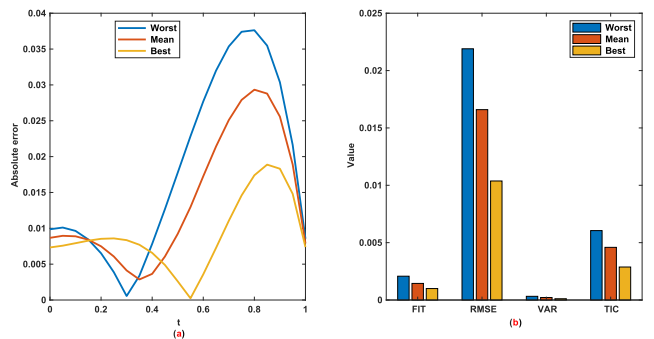 0.04
0.035
0.03
0.025
0.02
0.015
0.01
0.005
0
Absolute error
Worst
Mean
Best
0 0.2 0.4 0.6 0.8 1
t
(a)
0.025
0.02
0.015
0.01
0.005
0
Value
Worst
Mean
Best
FIT RMSE VAR TIC
(b)